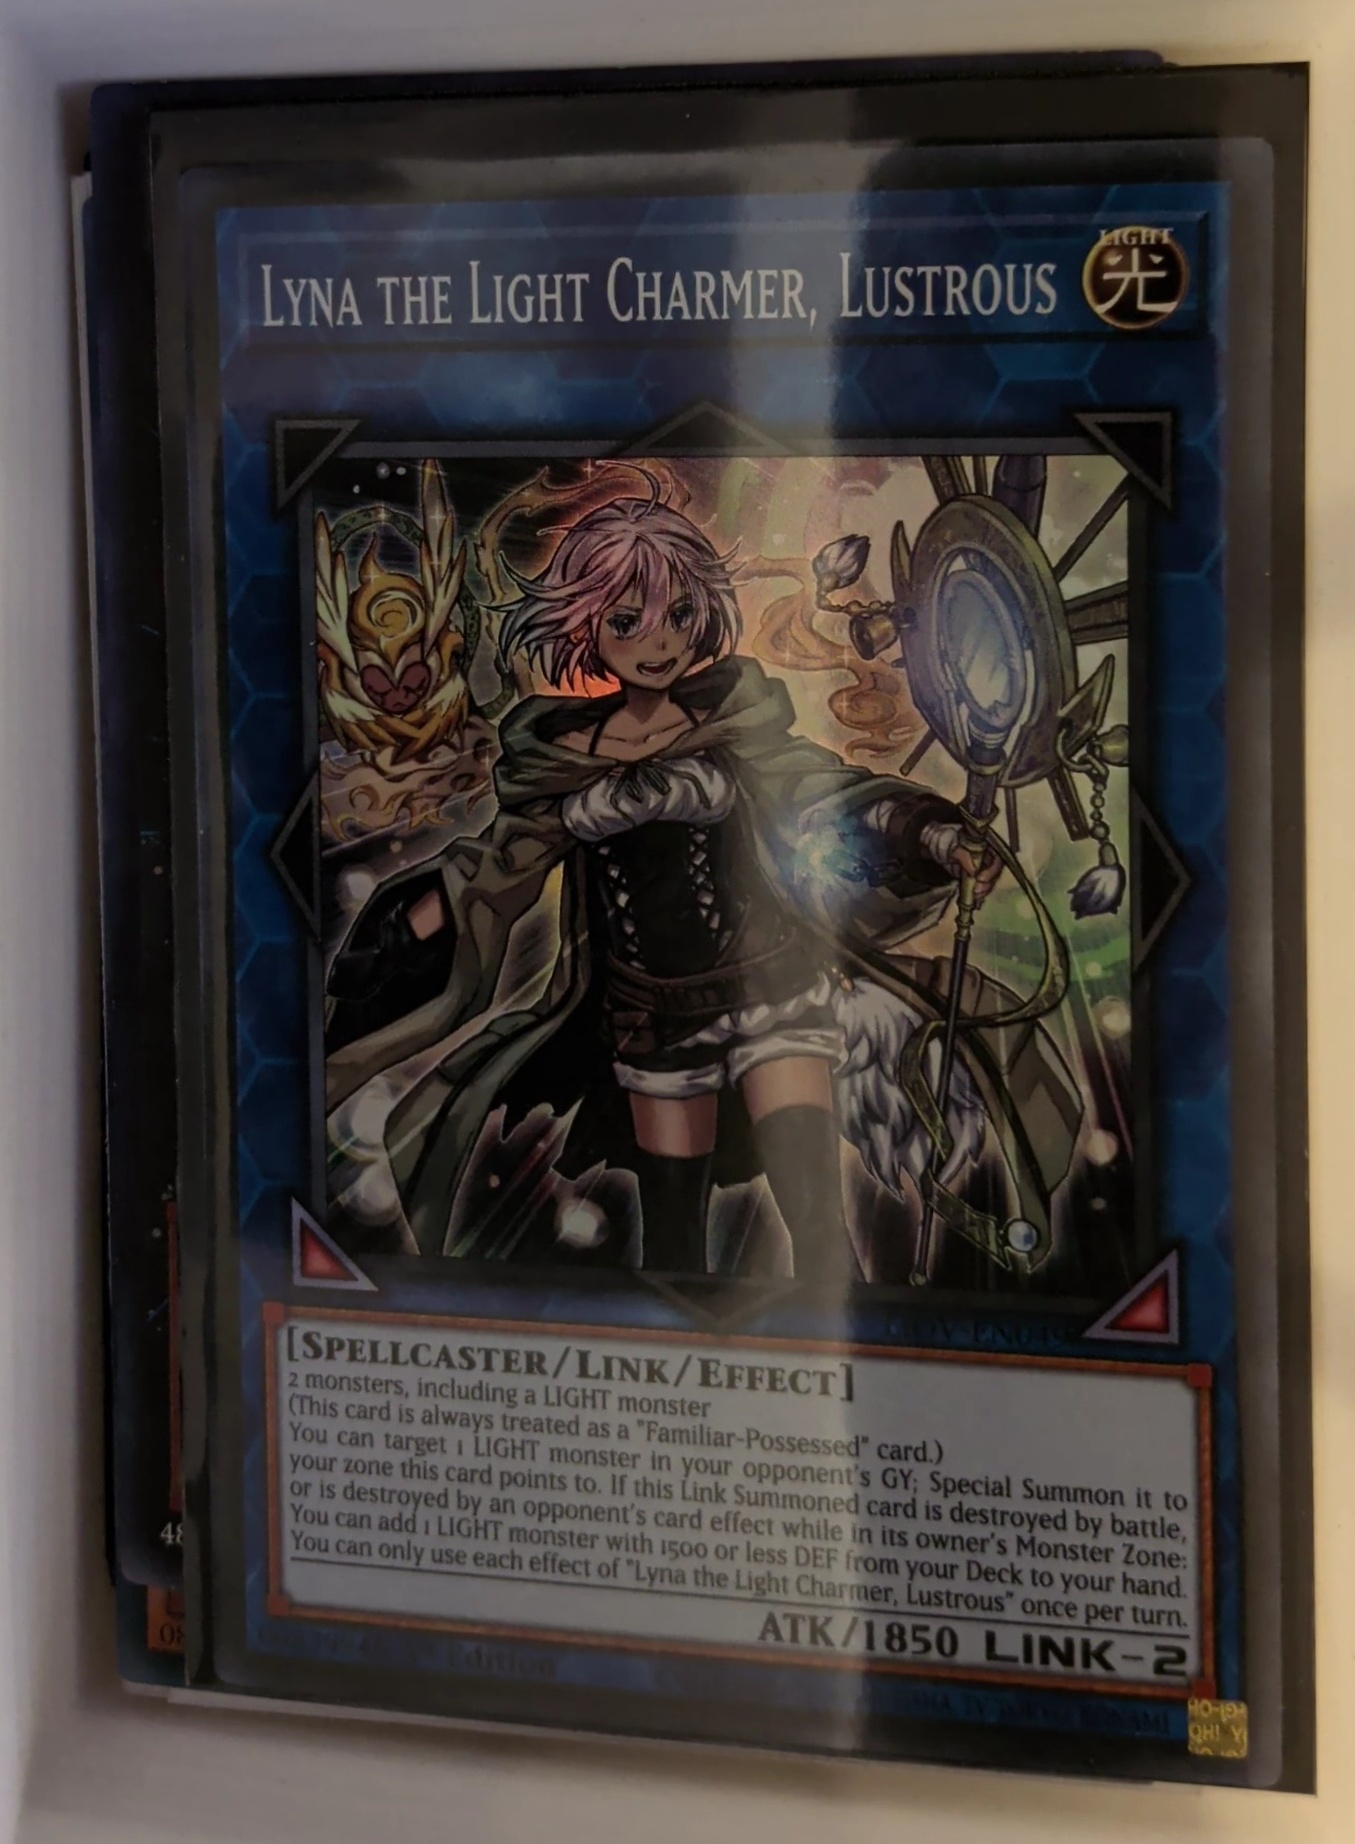 LYNA THE LIGHT CHARMER, LUSTROUS
LIGHT
光
EN049
[SPELLCASTER/LINK/EFFECT]
2 monsters, including a LIGHT monster
(This card is always treated as a "Familiar-Possessed" card.)
You can target 1 LIGHT monster in your opponent's GY; Special Summon it to
your zone this card points to. If this Link Summoned card is destroyed by battle,
or is destroyed by an opponent's card effect while in its owner's Monster Zone:
You can add 1 LIGHT monster with 1500 or less DEF from your Deck to your hand.
You can only use each effect of "Lyna the Light Charmer, Lustrous" once per turn.
ATK/1850 LINK-2
Edition
48